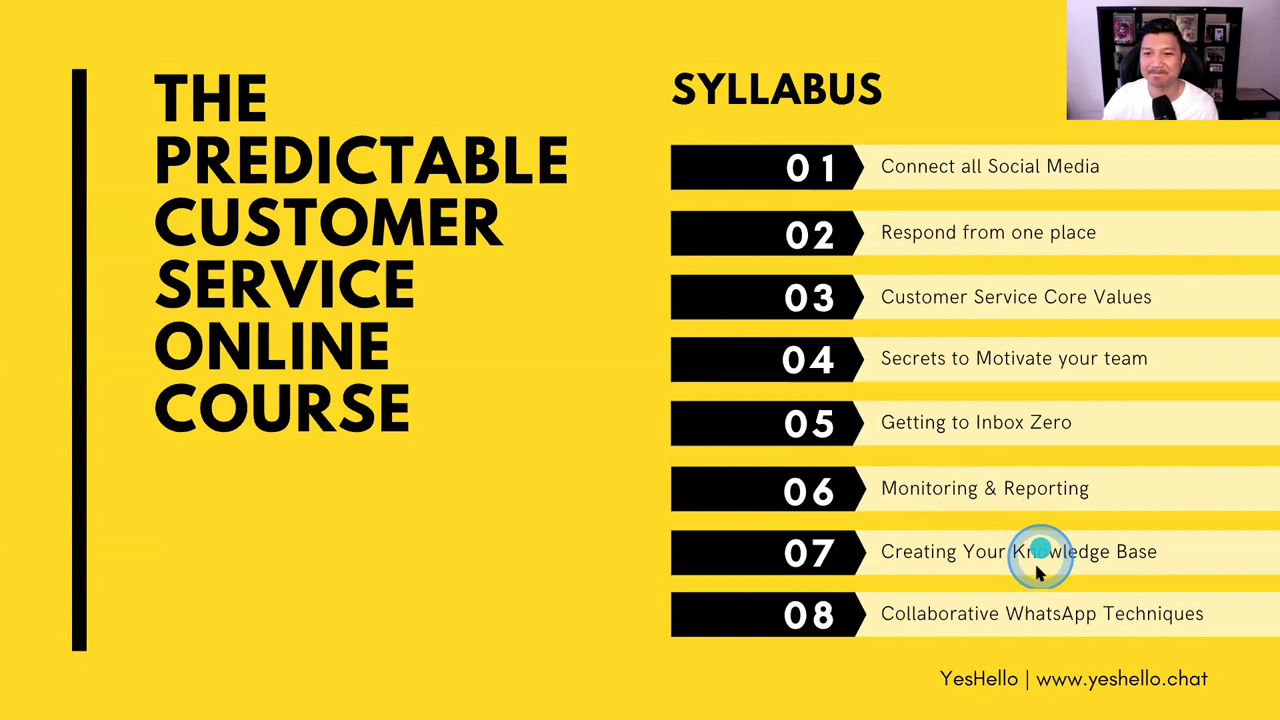 THE
PREDICTABLE
CUSTOMER
SERVICE
ONLINE
COURSE
SYLLABUS
01 Connect all Social Media
02 Respond from one place
03 Customer Service Core Values
04 Secrets to Motivate your team
05 Getting to Inbox Zero
06 Monitoring & Reporting
07 Creating Your Knowledge Base
08 Collaborative WhatsApp Techniques
YesHello | www.yeshello.chat